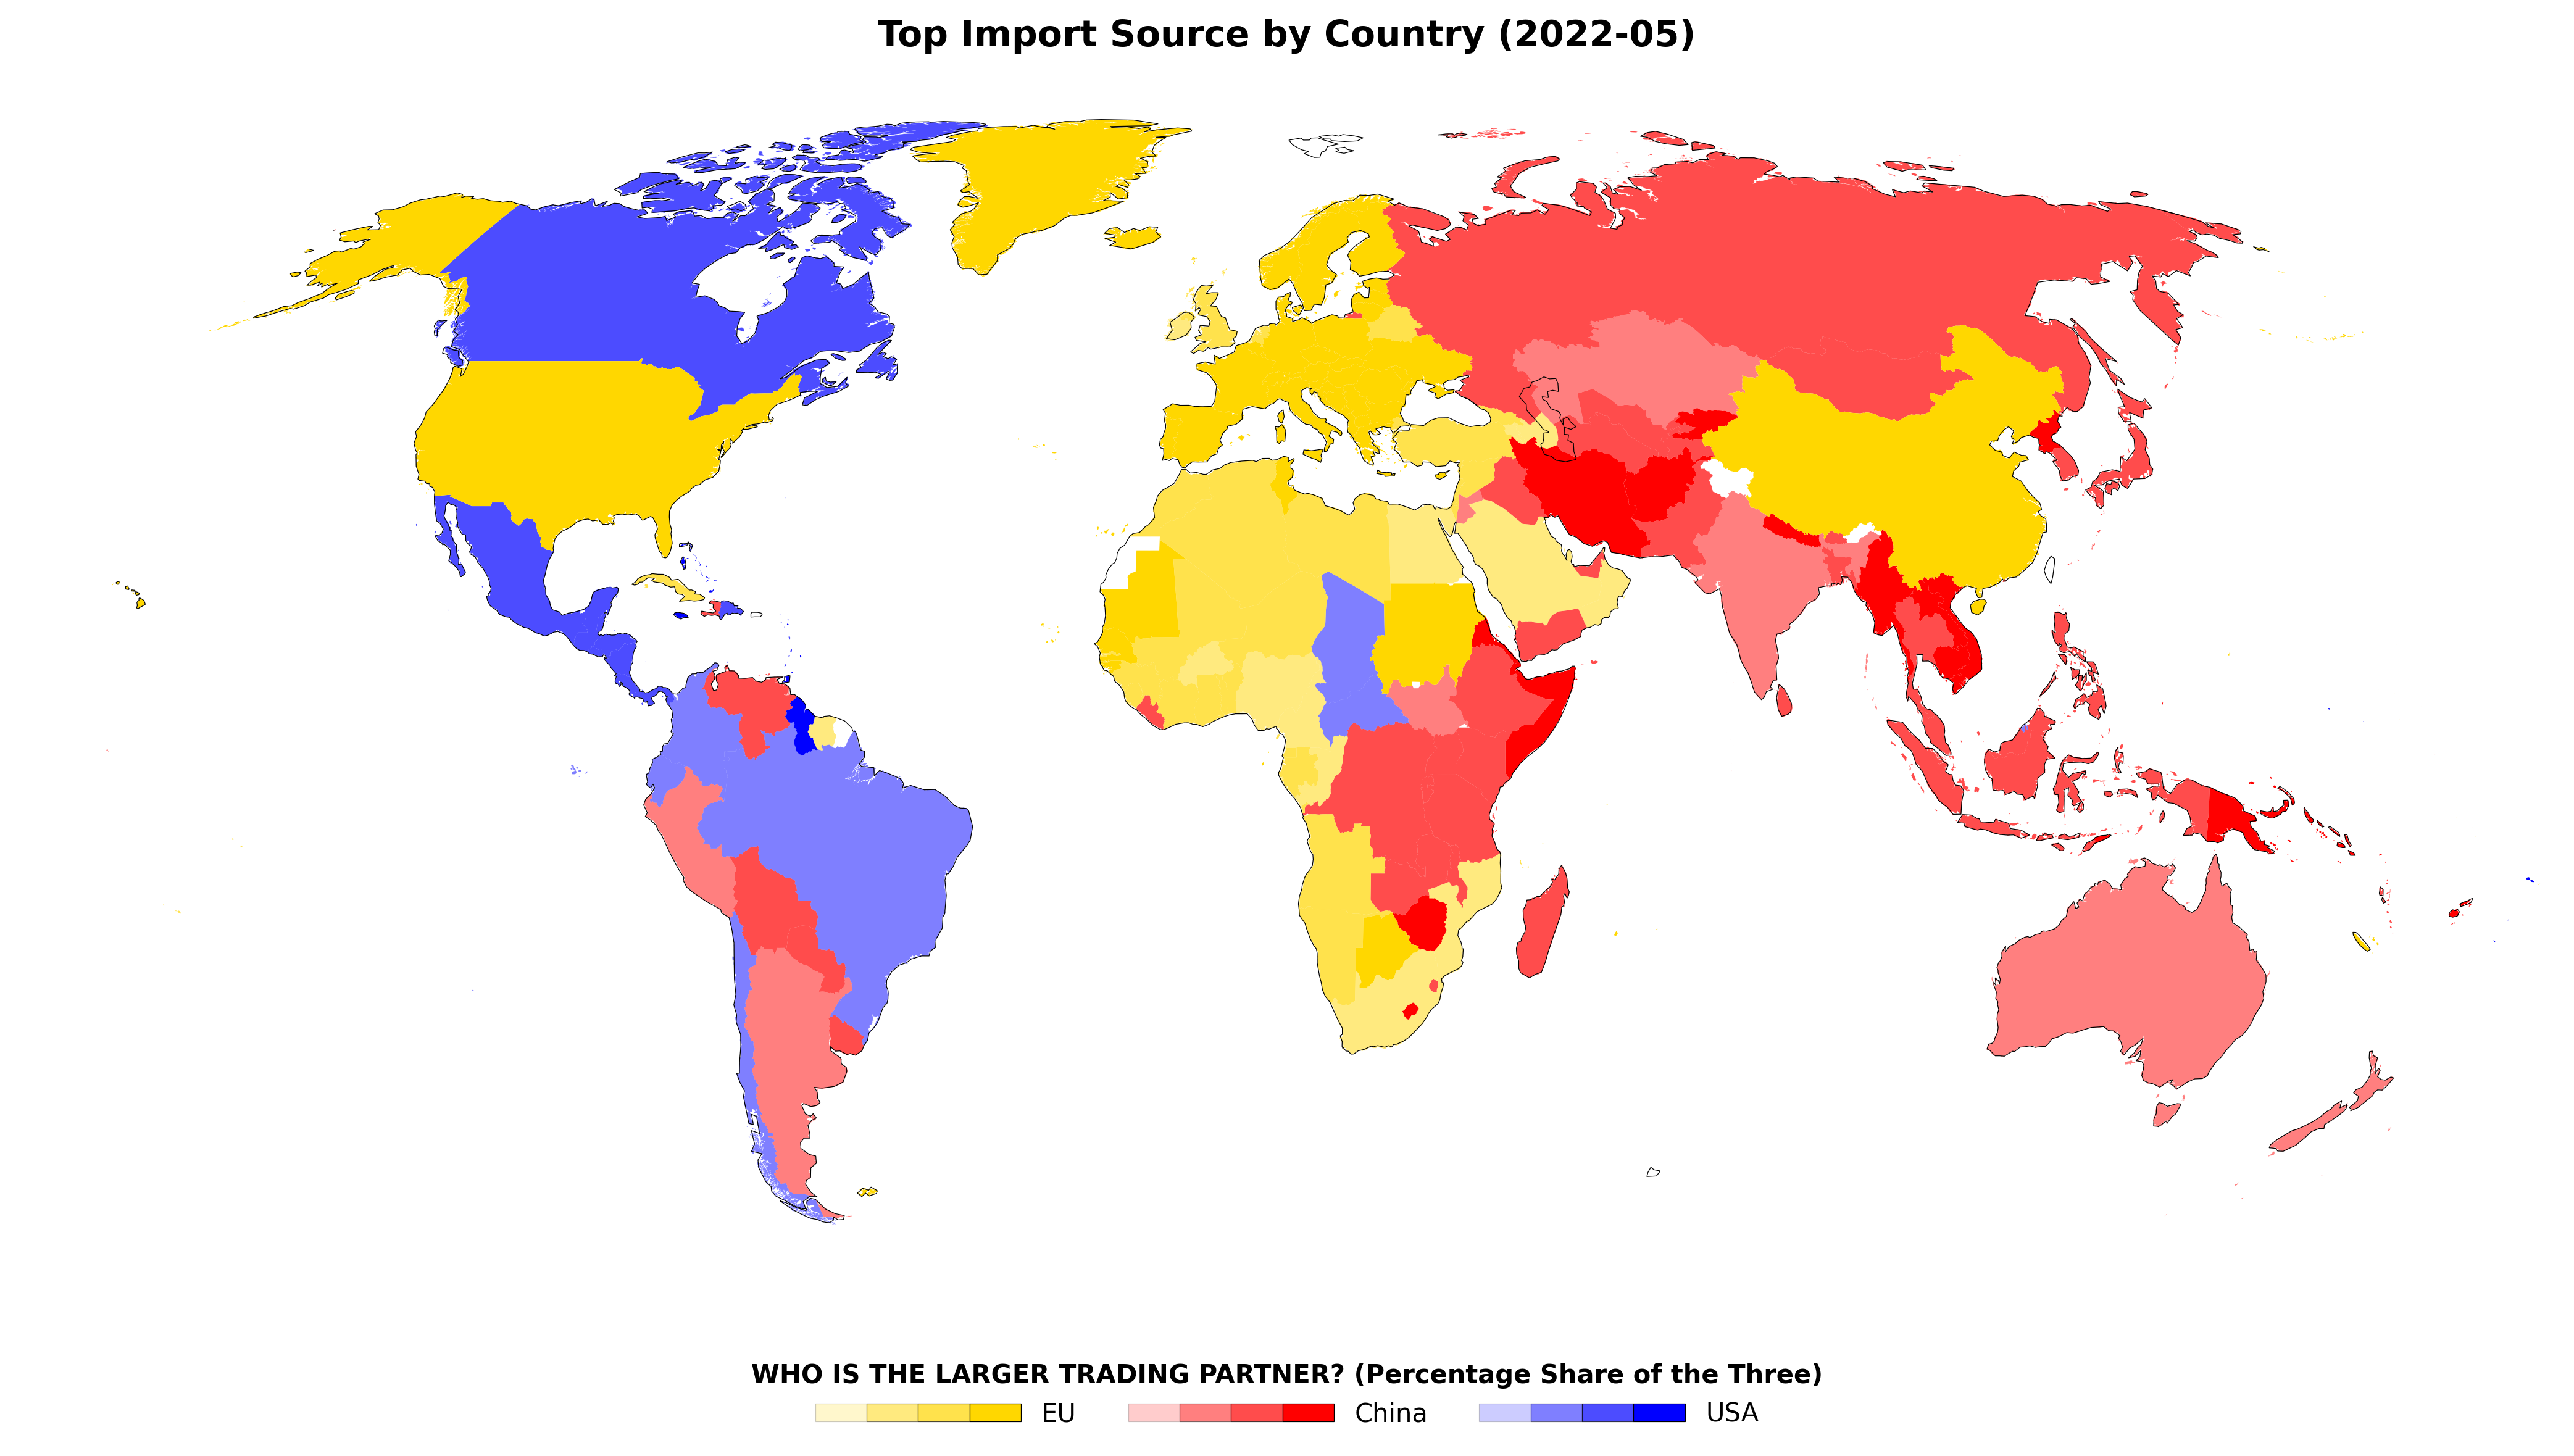 Top Import Source by Country (2022-05)
WHO IS THE LARGER TRADING PARTNER? (Percentage Share of the Three)
EU China USA